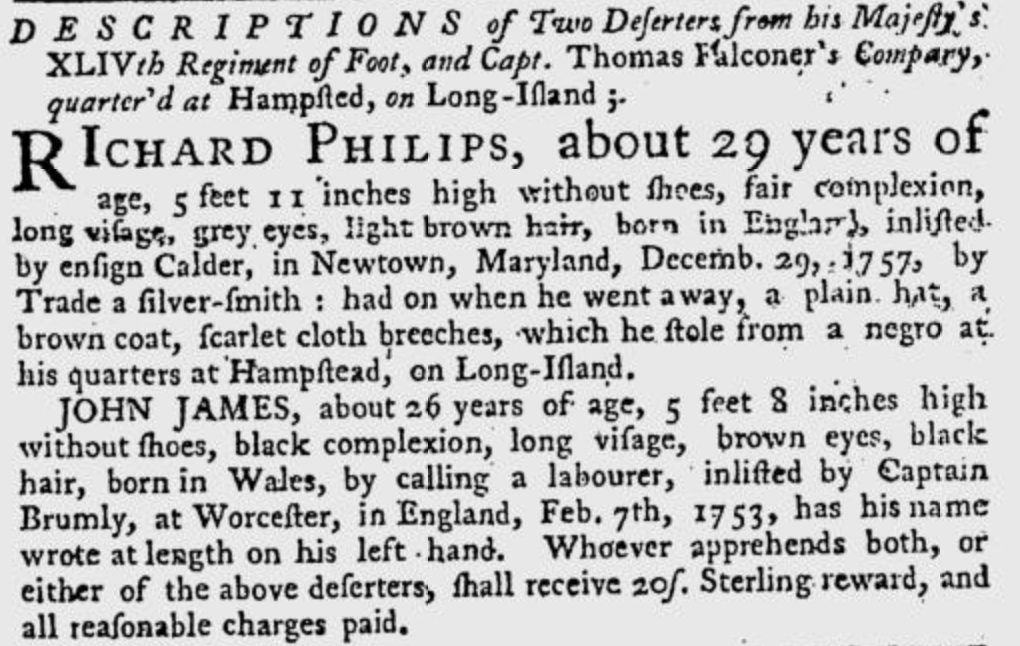 DESCRIPTIONS of Two Deſerters from his Majeſty's
XLIVth Regiment of Foot, and Capt. Thomas Falconer's Company,
quarter'd at Hampſted, on Long-Iſland ;
RICHARD PHILIPS, about 29 years of
age, 5 feet 11 inches high without ſhoes, fair complexion,
long viſage, grey eyes, light brown hair, born in England, inliſted
by enſign Calder, in Newtown, Maryland, Decemb. 29, 1757, by
Trade a ſilver-ſmith : had on when he went away, a plain hat, a
brown coat, ſcarlet cloth breeches, which he ſtole from a negro at
his quarters at Hampſtead, on Long-Iſland.
JOHN JAMES, about 26 years of age, 5 feet 8 inches high
without ſhoes, black complexion, long viſage, brown eyes, black
hair, born in Wales, by calling a labourer, inliſted by Captain
Brumly, at Worceſter, in England, Feb. 7th, 1753, has his name
wrote at length on his left hand. Whoever apprehends both, or
either of the above deſerters, ſhall receive 20ſ. Sterling reward, and
all reaſonable charges paid.